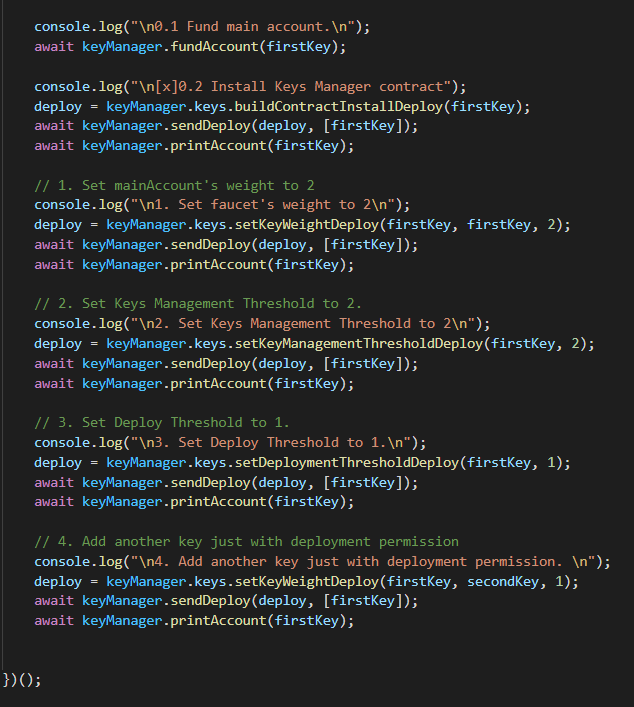 console.log("\n0.1 Fund main account.\n");
await keyManager.fundAccount(firstKey);
console.log("\n[x]0.2 Install Keys Manager contract");
deploy = keyManager.keys.buildContractInstallDeploy(firstKey);
await keyManager.sendDeploy(deploy, [firstKey]);
await keyManager.printAccount(firstKey);
// 1. Set mainAccount's weight to 2
console.log("\n1. Set faucet's weight to 2\n");
deploy = keyManager.keys.setKeyWeightDeploy(firstKey, firstKey, 2);
await keyManager.sendDeploy(deploy, [firstKey]);
await keyManager.printAccount(firstKey);
// 2. Set Keys Management Threshold to 2.
console.log("\n2. Set Keys Management Threshold to 2\n");
deploy = keyManager.keys.setKeyManagementThresholdDeploy(firstKey, 2);
await keyManager.sendDeploy(deploy, [firstKey]);
await keyManager.printAccount(firstKey);
// 3. Set Deploy Threshold to 1.
console.log("\n3. Set Deploy Threshold to 1.\n");
deploy = keyManager.keys.setDeploymentThresholdDeploy(firstKey, 1);
await keyManager.sendDeploy(deploy, [firstKey]);
await keyManager.printAccount(firstKey);
// 4. Add another key just with deployment permission
console.log("\n4. Add another key just with deployment permission. \n");
deploy = keyManager.keys.setKeyWeightDeploy(firstKey, secondKey, 1);
await keyManager.sendDeploy(deploy, [firstKey]);
await keyManager.printAccount(firstKey);
})();